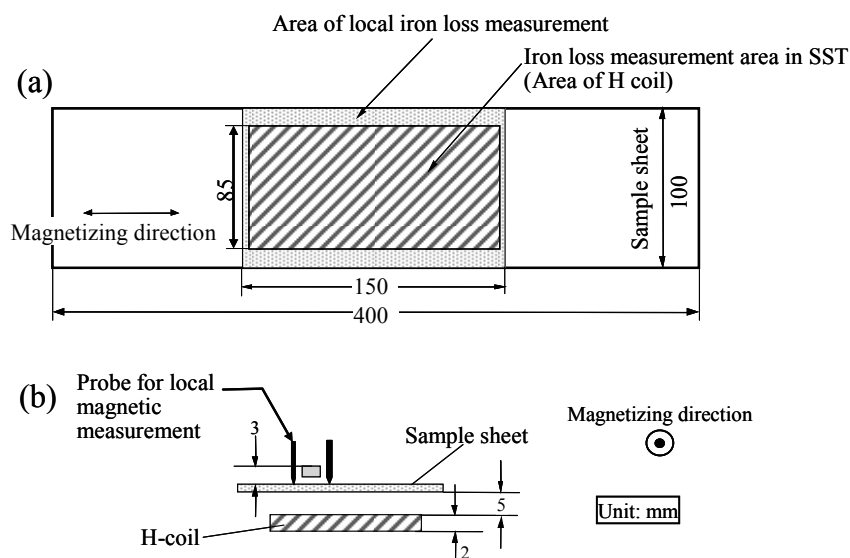 Area of local iron loss measurement
Iron loss measurement area in SST
(Area of H coil)
(a)
85
Sample sheet
100
Magnetizing direction
150
400
(b)
Probe for local
magnetic
measurement
3
Sample sheet
Magnetizing direction
5
Unit: mm
H-coil
2